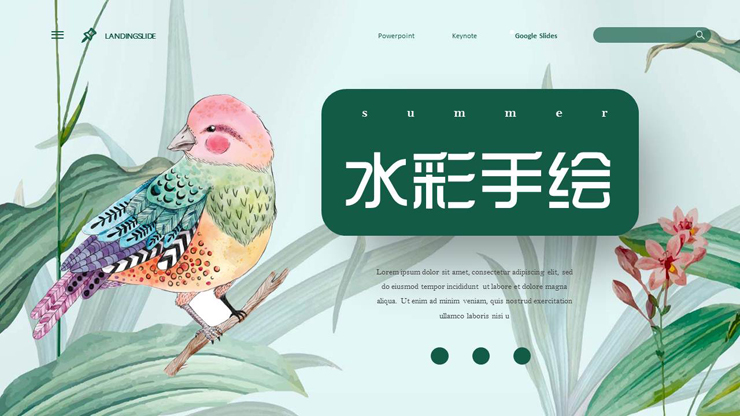 LANDINGSLIDE
Powerpoint Keynote Google Slides
summer
水彩手绘
Lorem ipsum dolor sit amet, consectetur adipiscing elit, sed
do eiusmod tempor incididunt ut labore et dolore magna
aliqua. Ut enim ad minim veniam, quis nostrud exercitation
ullamco laboris nisi u